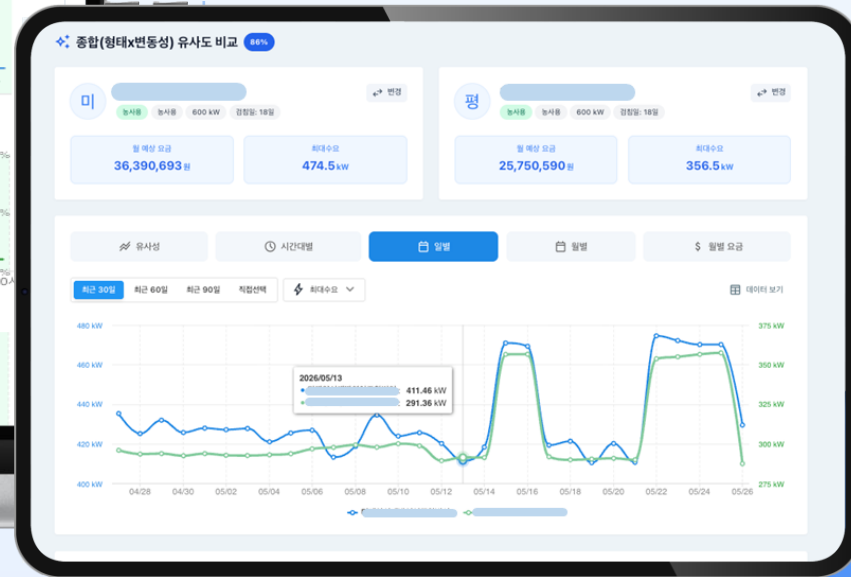 종합(형태x변동성) 유사도 비교 86%
미
변경
농사용 농사용 600 kW 검침일: 18일
월 예상 요금
36,390,693 원
최대수요
474.5 kW
평
변경
농사용 농사용 600 kW 검침일: 18일
월 예상 요금
25,750,590 원
최대수요
356.5 kW
유사성 시간대별 일별 월별 $ 월별 요금
최근 30일 최근 60일 최근 90일 직접선택 최대수요
데이터 보기
480 kW
460 kW
440 kW
420 kW
400 kW
375 kW
350 kW
325 kW
300 kW
275 kW
2026/05/13
: 411.46 kW
: 291.36 kW
04/28 04/30 05/02 05/04 05/06 05/08 05/10 05/12 05/14 05/16 05/18 05/20 05/22 05/24 05/26